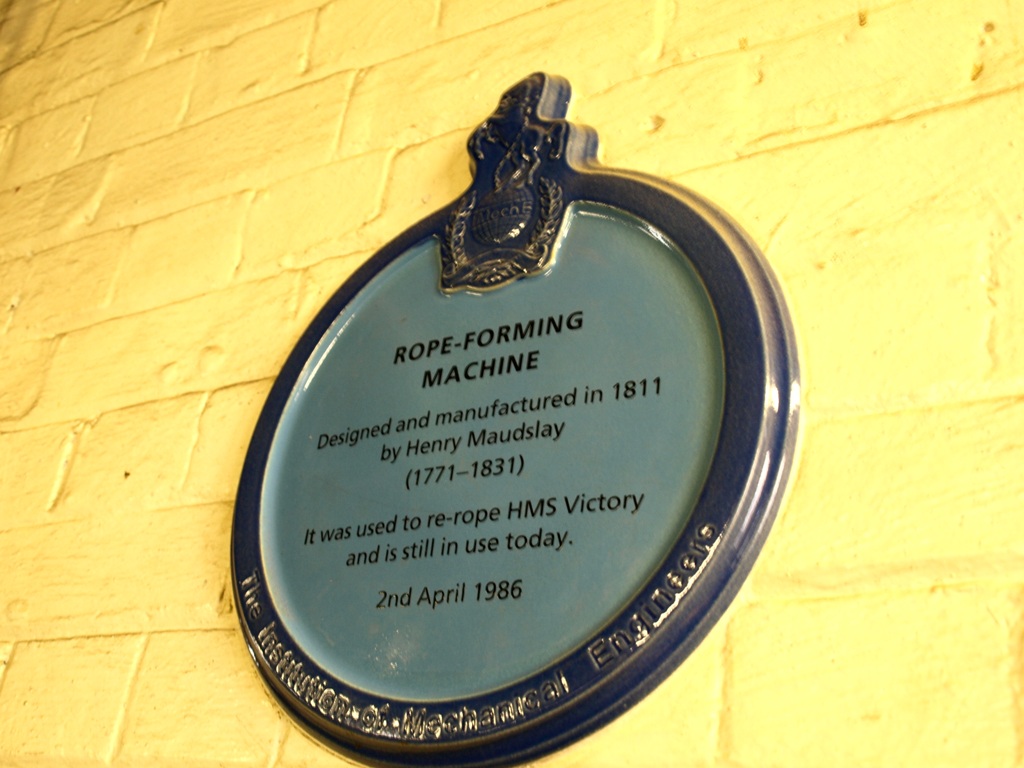 IMechE
ROPE-FORMING
MACHINE
Designed and manufactured in 1811
by Henry Maudslay
(1771–1831)
It was used to re-rope HMS Victory
and is still in use today.
2nd April 1986
The Institution of Mechanical Engineers